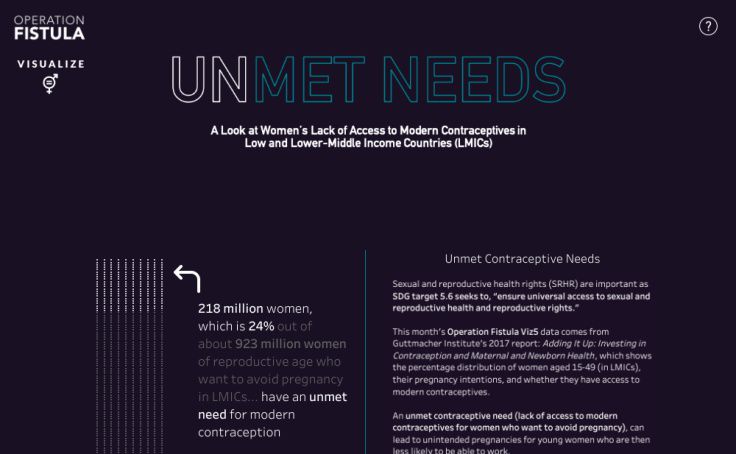 OPERATION
FISTULA
VISUALIZE
?
UNMET NEEDS
A Look at Women's Lack of Access to Modern Contraceptives in
Low and Lower-Middle Income Countries (LMICs)
218 million women,
which is 24% out of
about 923 million women
of reproductive age who
want to avoid pregnancy
in LMICs... have an unmet
need for modern
contraception
Unmet Contraceptive Needs
Sexual and reproductive health rights (SRHR) are important as
SDG target 5.6 seeks to, “ensure universal access to sexual and
reproductive health and reproductive rights.”
This month's Operation Fistula Viz5 data comes from
Guttmacher Institute's 2017 report: Adding It Up: Investing in
Contraception and Maternal and Newborn Health, which shows
the percentage distribution of women aged 15-49 (in LMICs),
their pregnancy intentions, and whether they have access to
modern contraceptives.
An unmet contraceptive need (lack of access to modern
contraceptives for women who want to avoid pregnancy), can
lead to unintended pregnancies for young women who are then
less likely to be able to work.